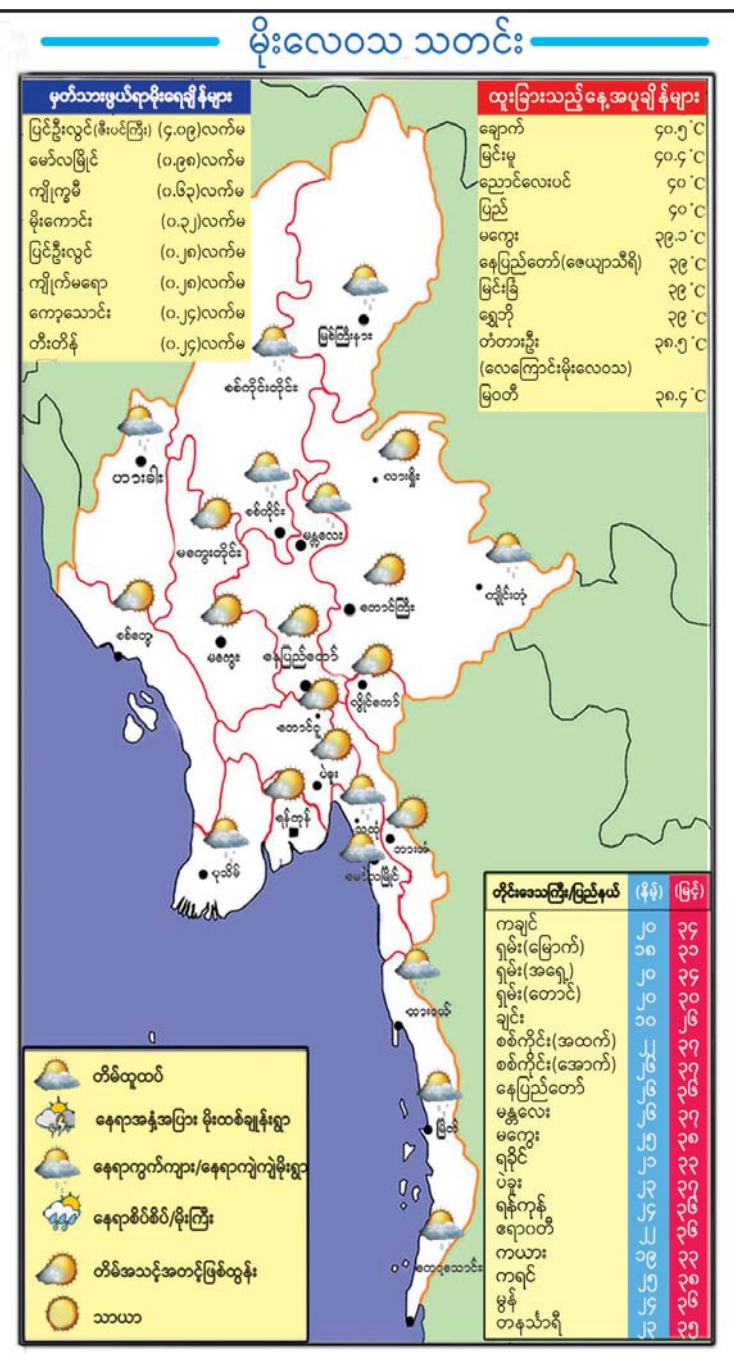 မိုးလေဝသ သတင်း
မှတ်သားဖွယ်ရာမိုးရေချိန်များ
ပြင်ဦးလွင်(ဇီးပင်ကြီး) (၄.၀၉)လက်မ
မော်လမြိုင် (၀.၉၈)လက်မ
ကျိုက္ခမီ (၀.၆၃)လက်မ
မိုးကောင်း (၀.၃၂)လက်မ
ပြင်ဦးလွင် (၀.၂၈)လက်မ
ကျိုက်မရော (၀.၂၈)လက်မ
ကော့သောင်း (၀.၂၄)လက်မ
တီးတိန် (၀.၂၄)လက်မ
ထူးခြားသည့်နေ့အပူချိန်များ
ချောက် ၄၀.၅°C
မြင်းမူ ၄၀.၄°C
ညောင်လေးပင် ၄၀°C
ပြည် ၄၀°C
မကွေး ၃၉.၁°C
နေပြည်တော်(ဇေယျာသီရိ) ၃၉°C
မြင်းခြံ ၃၉°C
ရွှေဘို ၃၉°C
တံတားဦး ၃၈.၅°C
(လေကြောင်းမိုးလေဝသ)
မြဝတီ ၃၈.၄°C
မြစ်ကြီးနား
စစ်ကိုင်းတိုင်း
ဟားခါး
လားရှိုး
စစ်ကိုင်း
မန္တလေး
မကွေးတိုင်း
ကျိုင်းတုံ
တောင်ကြီး
စစ်တွေ
မကွေး
နေပြည်တော်
လွိုင်ကော်
တောင်ငူ
ပဲခူး
ရန်ကုန်
သထုံ
ဘားအံ
ပုသိမ်
မော်လမြိုင်
ထားဝယ်
မြိတ်
ကော့သောင်း
တိုင်းဒေသကြီး/ပြည်နယ် (နိမ့်) (မြင့်)
ကချင် ၂၀ ၃၄
ရှမ်း(မြောက်) ၁၈ ၃၁
ရှမ်း(အရှေ့) ၂၀ ၃၄
ရှမ်း(တောင်) ၂၀ ၃၀
ချင်း ၁၀ ၂၆
စစ်ကိုင်း(အထက်) ၂၂ ၃၇
စစ်ကိုင်း(အောက်) ၂၆ ၃၇
နေပြည်တော် ၂၆ ၃၆
မန္တလေး ၂၆ ၃၇
မကွေး ၂၅ ၃၈
ရခိုင် ၂၁ ၃၃
ပဲခူး ၂၃ ၃၇
ရန်ကုန် ၂၄ ၃၆
ဧရာဝတီ ၂၂ ၃၆
ကယား ၁၉ ၃၃
ကရင် ၂၅ ၃၈
မွန် ၂၄ ၃၆
တနင်္သာရီ ၂၃ ၃၅
တိမ်ထူထပ်
နေရာအနှံ့အပြား မိုးထစ်ချုန်းရွာ
နေရာကွက်ကျား/နေရာကျဲကျဲမိုးရွာ
နေရာစိပ်စိပ်/မိုးကြီး
တိမ်အသင့်အတင့်ဖြစ်ထွန်း
သာယာ